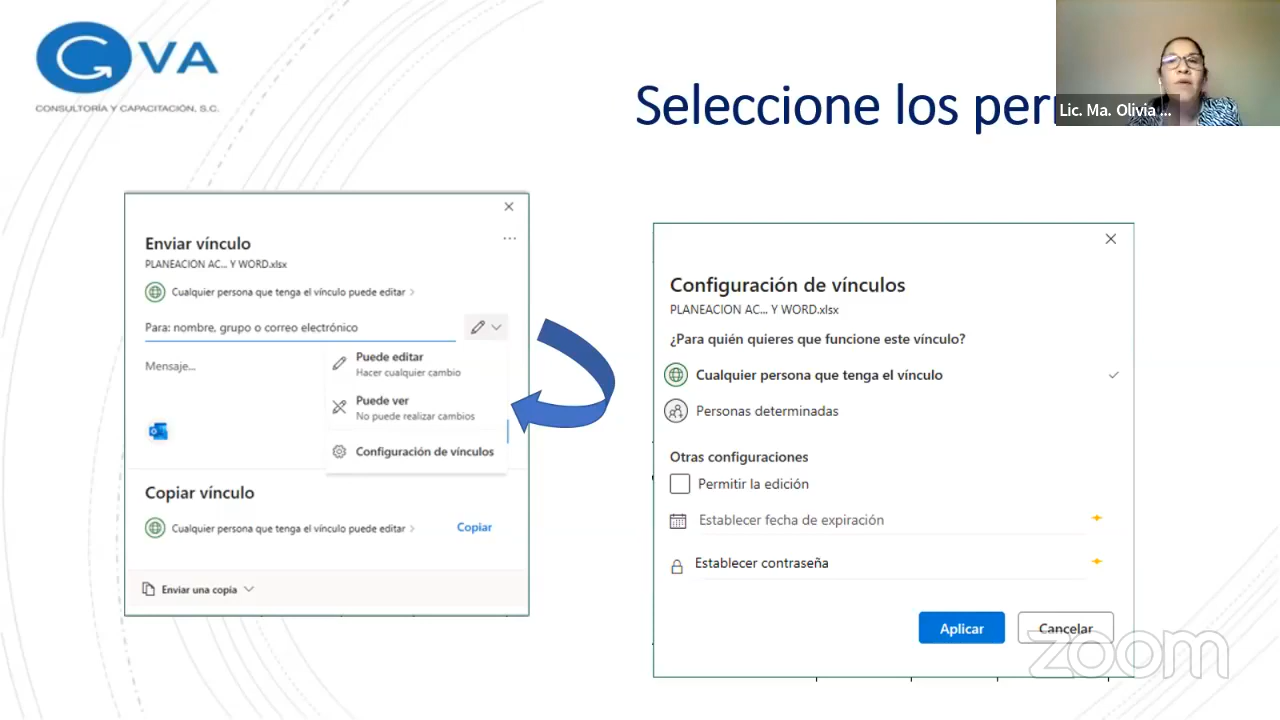 GVA
CONSULTORÍA Y CAPACITACIÓN, S.C.
Seleccione los
Lic. Ma. Olivia ...
Enviar vínculo
PLANEACION AC... Y WORD.xlsx
Cualquier persona que tenga el vínculo puede editar >
Para: nombre, grupo o correo electrónico
Mensaje...
Puede editar
Hacer cualquier cambio
Puede ver
No puede realizar cambios
Configuración de vínculos
Copiar vínculo
Cualquier persona que tenga el vínculo puede editar >
Copiar
Enviar una copia
Configuración de vínculos
PLANEACION AC... Y WORD.xlsx
¿Para quién quieres que funcione este vínculo?
Cualquier persona que tenga el vínculo
Personas determinadas
Otras configuraciones
Permitir la edición
Establecer fecha de expiración
Establecer contraseña
Aplicar
Cancelar
zoom